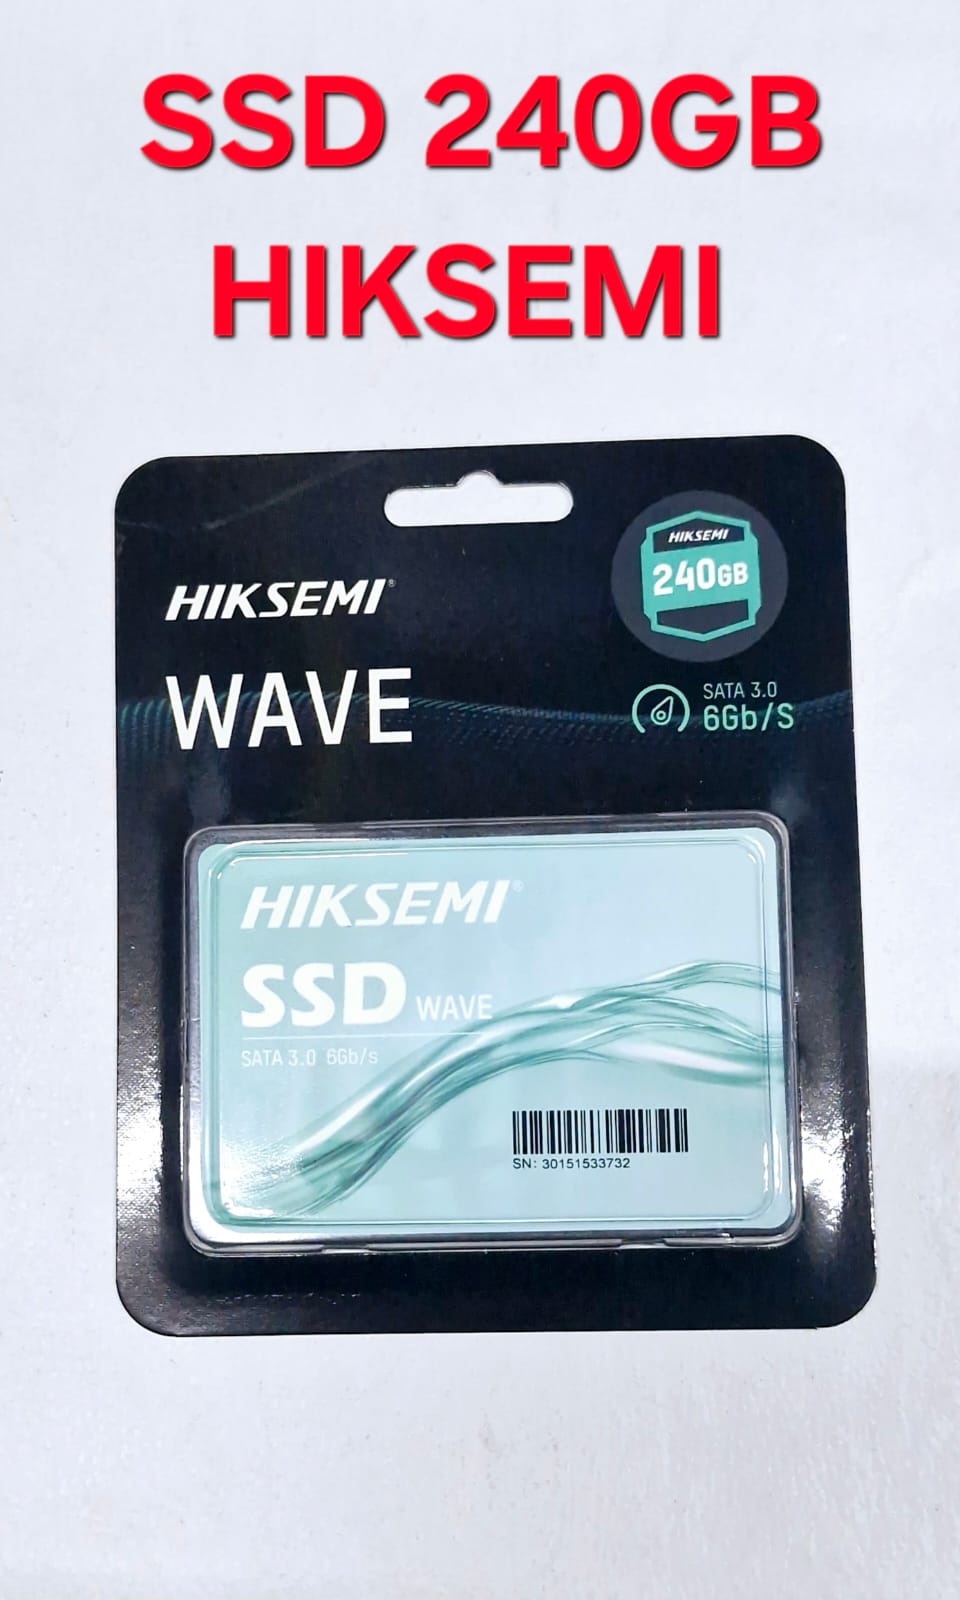 SSD 240GB
HIKSEMI
HIKSEMI®
HIKSEMI
240GB
WAVE
SATA 3.0
6Gb/S
HIKSEMI®
SSD WAVE
SATA 3.0 6Gb/s
SN: 30151533732